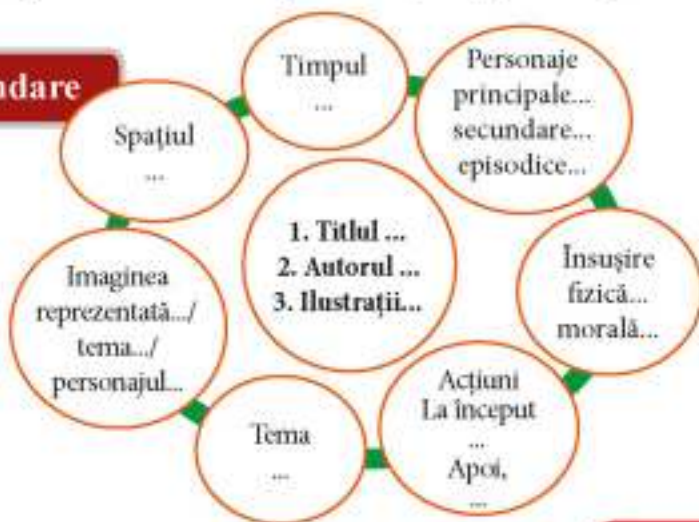 Timpul
...
Personaje
principale...
secundare...
episodice...
Spațiul
...
1. Titlul ...
2. Autorul ...
3. Ilustrații...
Însușire
fizică...
morală...
Imaginea
reprezentată.../
tema.../
personajul...
Acțiuni
La început
...
Apoi,
...
Tema
...